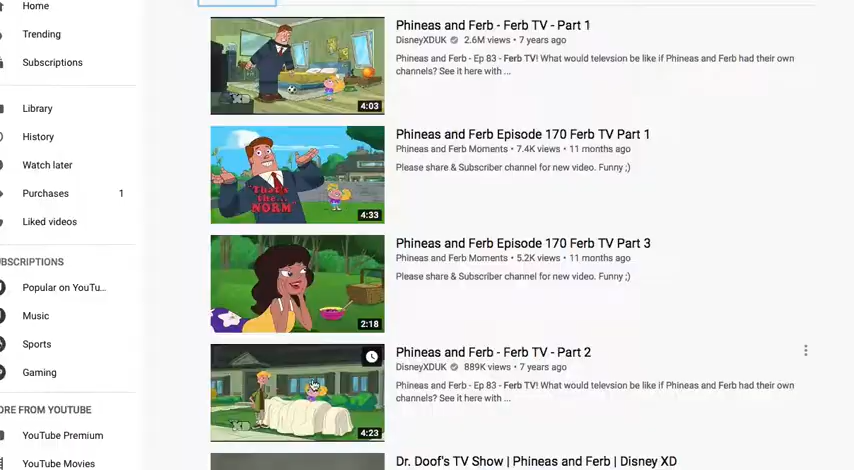 Home
Trending
Subscriptions
Library
History
Watch later
Purchases 1
Liked videos
UBSCRIPTIONS
Popular on YouTu...
Music
Sports
Gaming
ORE FROM YOUTUBE
YouTube Premium
YouTube Movies
XD
4:03
Phineas and Ferb - Ferb TV - Part 1
DisneyXDUK 2.6M views • 7 years ago
Phineas and Ferb - Ep 83 - Ferb TV! What would televsion be like if Phineas and Ferb had their own
channels? See it here with ...
"That's
the...
NORM"
4:33
Phineas and Ferb Episode 170 Ferb TV Part 1
Phineas and Ferb Moments • 7.4K views • 11 months ago
Please share & Subscriber channel for new video. Funny ;)
2:18
Phineas and Ferb Episode 170 Ferb TV Part 3
Phineas and Ferb Moments • 5.2K views • 11 months ago
Please share & Subscriber channel for new video. Funny ;)
XD
4:23
Phineas and Ferb - Ferb TV - Part 2
DisneyXDUK 889K views • 7 years ago
Phineas and Ferb - Ep 83 - Ferb TV! What would televsion be like if Phineas and Ferb had their own
channels? See it here with ...
Dr. Doof's TV Show | Phineas and Ferb | Disney XD